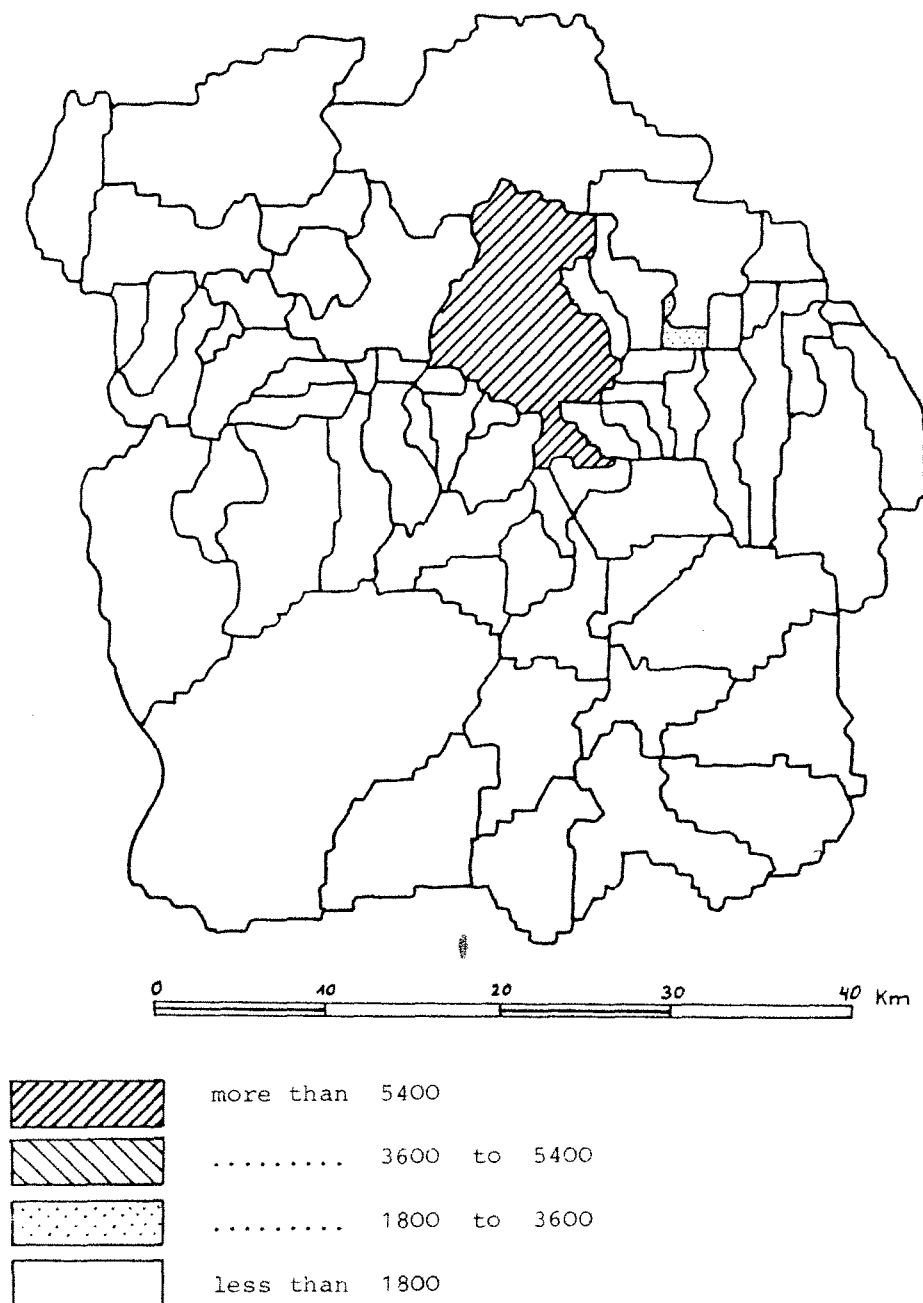 0 10 20 30 40 Km
more than 5400
......... 3600 to 5400
......... 1800 to 3600
less than 1800